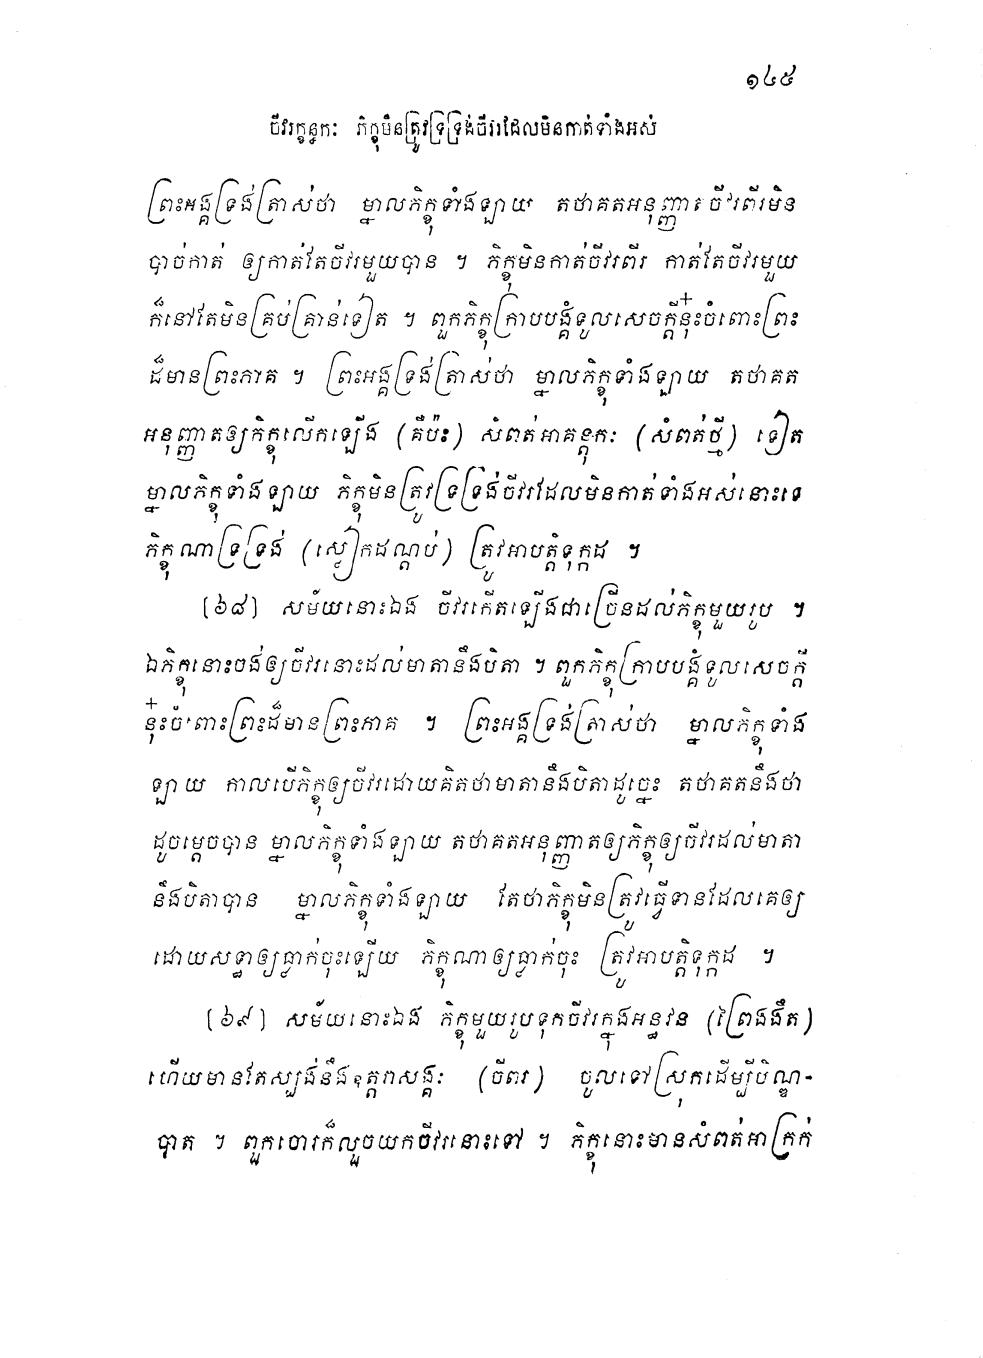 ១៤៥
ចីវរក្ខន្ធកៈ ភិក្ខុមិនត្រូវទ្រទ្រង់ចីវរដែលមិនកាត់ទាំងអស់
ព្រះអង្គទ្រង់ត្រាស់ថា ម្នាលភិក្ខុទាំងឡាយ តថាគតអនុញ្ញាតចីវរពីរមិន
បាច់កាត់ ឲ្យកាត់តែចីវរមួយបាន ។ ភិក្ខុមិនកាត់ចីវរពីរ កាត់តែចីវរមួយ
ក៏នៅតែមិនគ្រប់គ្រាន់ទៀត ។ ពួកភិក្ខុក្រាបបង្គំទូលសេចក្តីនុ៎ះចំពោះព្រះ
ដ៏មានព្រះភាគ ។ ព្រះអង្គទ្រង់ត្រាស់ថា ម្នាលភិក្ខុទាំងឡាយ តថាគត
អនុញ្ញាតឲ្យភិក្ខុលើកឡើង (គឺប៉ះ) សំពត់អាគន្តុកៈ (សំពត់ថ្មី) ទៀត
ម្នាលភិក្ខុទាំងឡាយ ភិក្ខុមិនត្រូវទ្រទ្រង់ចីវរដែលមិនកាត់ទាំងអស់នោះទេ
ភិក្ខុណាទ្រទ្រង់ (ស្លៀកដណ្តប់) ត្រូវអាបត្តិទុក្កដ ។
[៦៨] សម័យនោះឯង ចីវរកើតឡើងជាច្រើនដល់ភិក្ខុមួយរូប ។
ឯភិក្ខុនោះចង់ឲ្យចីវរនោះដល់មាតានឹងបិតា ។ ពួកភិក្ខុក្រាបបង្គំទូលសេចក្តី
នុ៎ះចំពោះព្រះដ៏មានព្រះភាគ ។ ព្រះអង្គទ្រង់ត្រាស់ថា ម្នាលភិក្ខុទាំង
ឡាយ កាលបើភិក្ខុឲ្យចីវរដោយគិតថាមាតានឹងបិតាដូច្នេះ តថាគតនឹងថា
ដូចម្តេចបាន ម្នាលភិក្ខុទាំងឡាយ តថាគតអនុញ្ញាតឲ្យភិក្ខុឲ្យចីវរដល់មាតា
នឹងបិតាបាន ម្នាលភិក្ខុទាំងឡាយ តែថាភិក្ខុមិនត្រូវធ្វើទានដែលគេឲ្យ
ដោយសទ្ធាឲ្យធ្លាក់ចុះឡើយ ភិក្ខុណាឲ្យធ្លាក់ចុះ ត្រូវអាបត្តិទុក្កដ ។
[៦៩] សម័យនោះឯង ភិក្ខុមួយរូបទុកចីវរក្នុងអន្ធវន (ព្រៃងងឹត)
ហើយមានតែស្បង់នឹងឧត្តរាសង្គៈ (ចីពរ) ចូលទៅស្រុកដើម្បីបិណ្ឌ-
បាត ។ ពួកចោរក៏លួចយកចីវរនោះទៅ ។ ភិក្ខុនោះមានសំពត់អាក្រក់